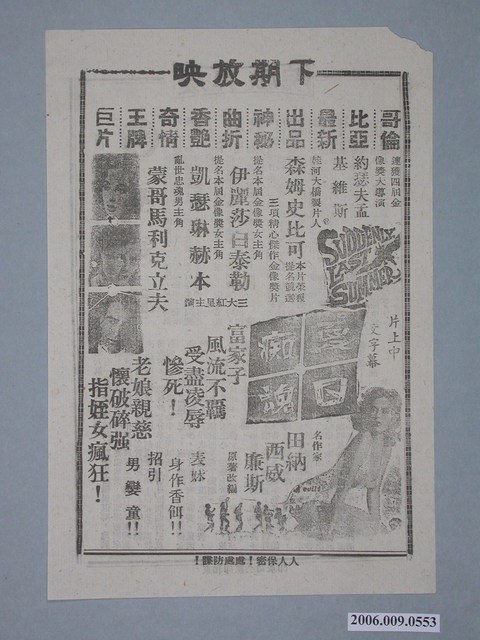 下期放映
哥倫
比亞
最新
出品
神秘
曲折
香艷
奇情
王牌
巨片
連獲四屆金
像獎大導演
約瑟夫孟
基維斯
桂河大橋製片人
森姆史比可
本片榮獲
提名競選
三項精心傑作金像獎片
提名本屆金像獎女主角
伊麗莎白泰勒
提名本屆金像獎女主角
凱瑟琳赫本
亂世忠魂男主角
蒙哥馬利克立夫
三大紅星主演
SUDDENLY
LAST
SUMMER
片上中
文字幕
夏日
痴魂
名作家
田納
西威
廉斯
原著改編
富家子
風流不羈
受盡凌辱
慘死！
表妹
身作香餌!!
招引
男孌童!!
老娘親慈
懷破碎強
指姪女瘋狂！
人人保密！處處防諜！
2006.009.0553